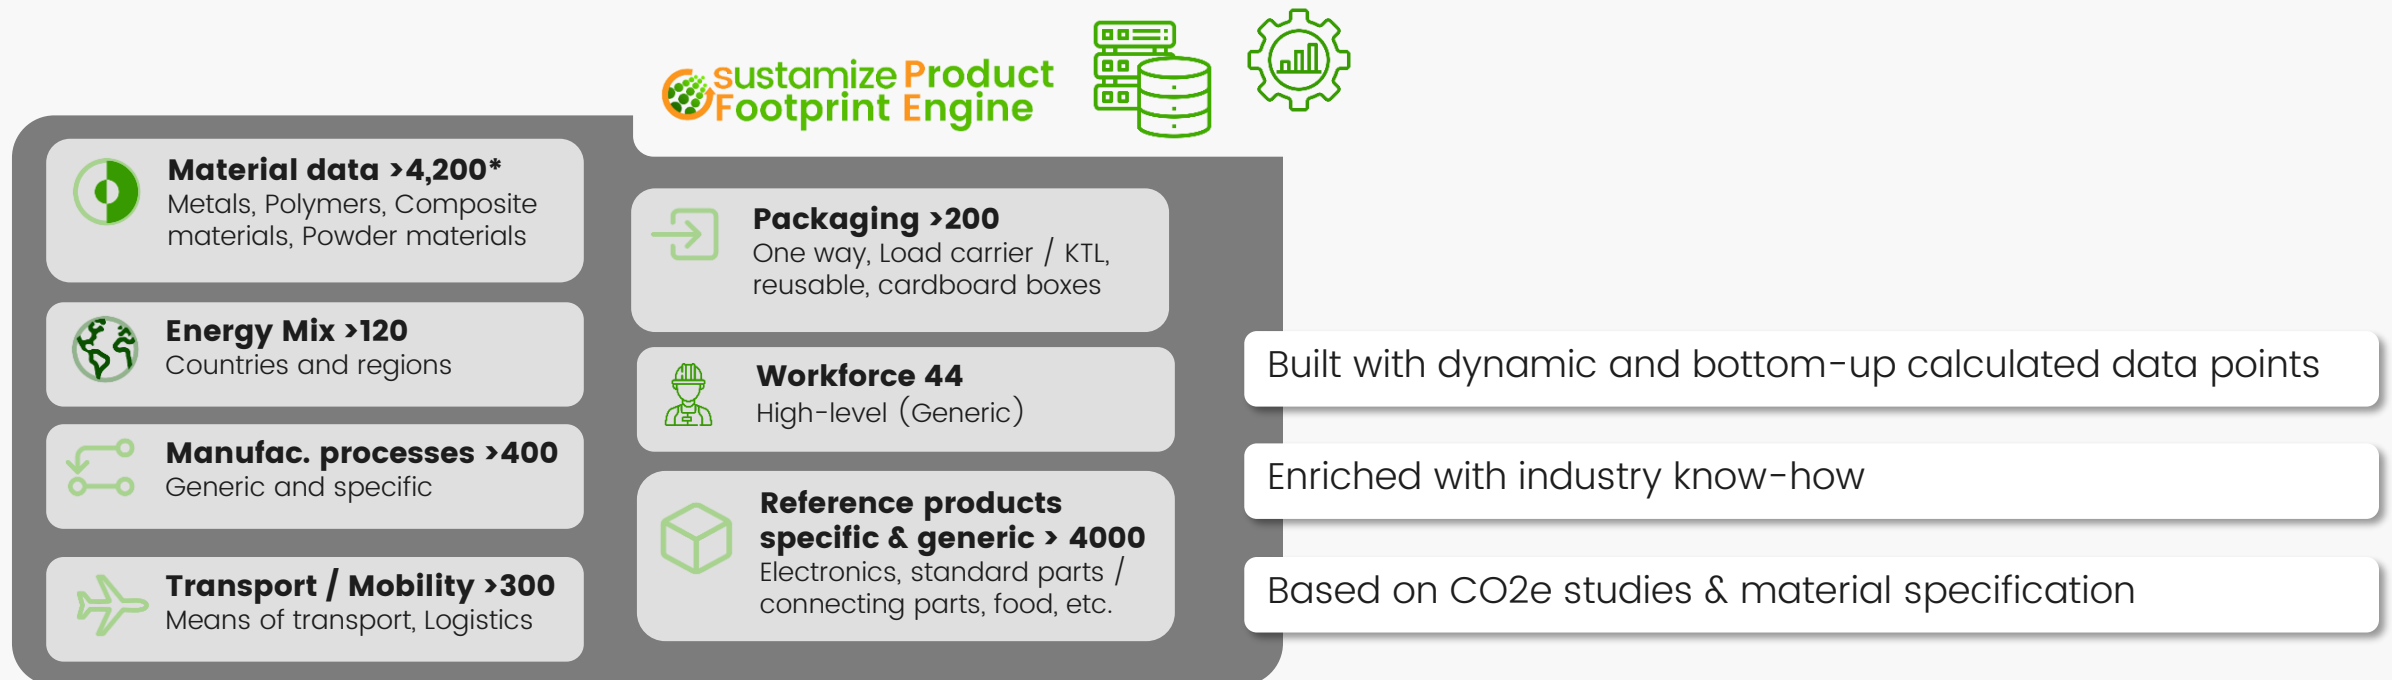 sustamize Product
Footprint Engine
Material data >4,200*
Metals, Polymers, Composite
materials, Powder materials
Energy Mix >120
Countries and regions
Manufac. processes >400
Generic and specific
Transport / Mobility >300
Means of transport, Logistics
Packaging >200
One way, Load carrier / KTL,
reusable, cardboard boxes
Workforce 44
High-level (Generic)
Reference products
specific & generic > 4000
Electronics, standard parts /
connecting parts, food, etc.
Built with dynamic and bottom-up calculated data points
Enriched with industry know-how
Based on CO2e studies & material specification